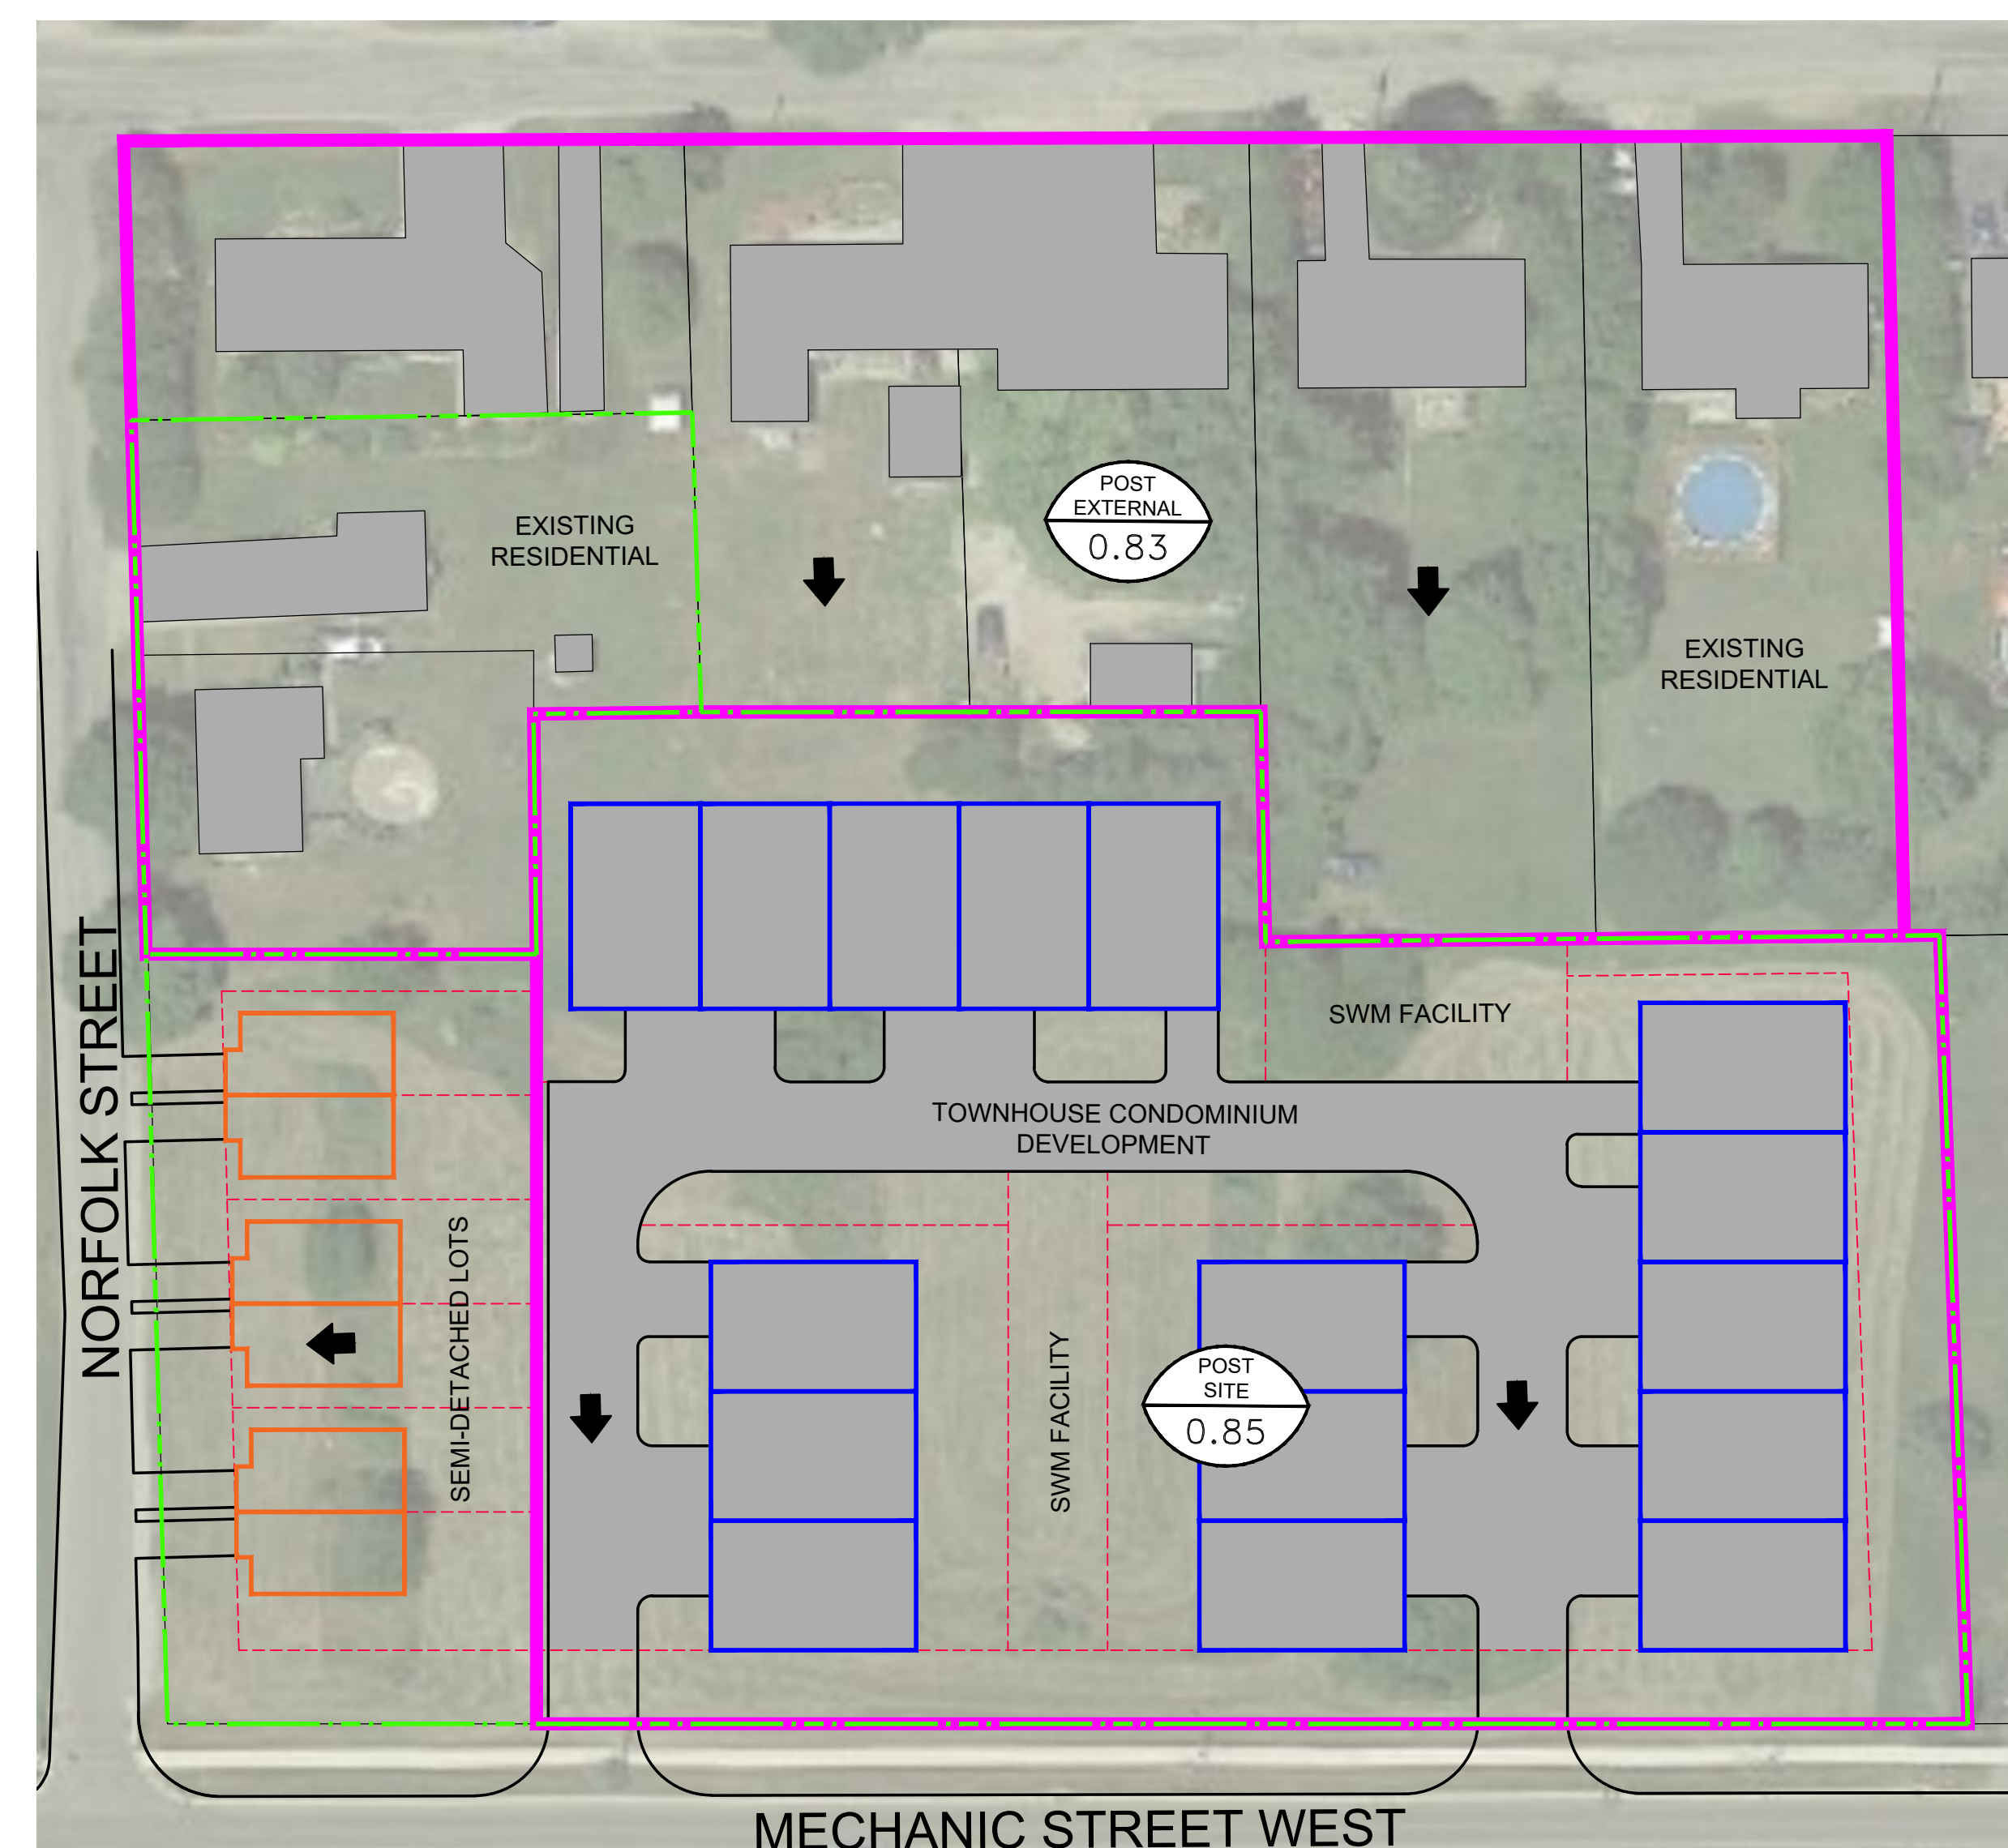 POST
EXTERNAL
0.83
EXISTING
RESIDENTIAL
EXISTING
RESIDENTIAL
SWM FACILITY
TOWNHOUSE CONDOMINIUM
DEVELOPMENT
NORFOLK STREET
SEMI-DETACHED LOTS
SWM FACILITY
POST
SITE
0.85
MECHANIC STREET WEST